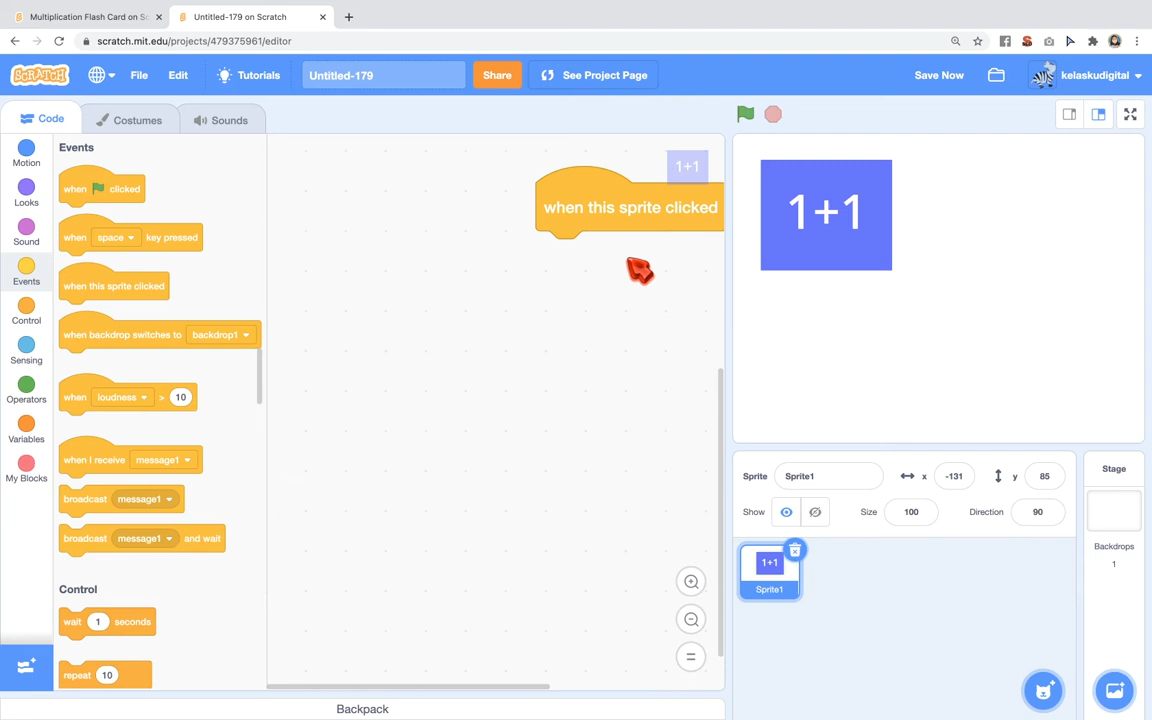 Multiplication Flash Card on Sc
Untitled-179 on Scratch
scratch.mit.edu/projects/479375961/editor
SCRATCH
File
Edit
Tutorials
Untitled-179
Share
See Project Page
Save Now
kelaskudigital
Code
Costumes
Sounds
Motion
Looks
Sound
Events
Control
Sensing
Operators
Variables
My Blocks
Events
when clicked
when space key pressed
when this sprite clicked
when backdrop switches to backdrop1
when loudness > 10
when I receive message1
broadcast message1
broadcast message1 and wait
Control
wait 1 seconds
repeat 10
1+1
when this sprite clicked
Backpack
1+1
Sprite Sprite1 x -131 y 85
Show Size 100 Direction 90
1+1
Sprite1
Stage
Backdrops
1